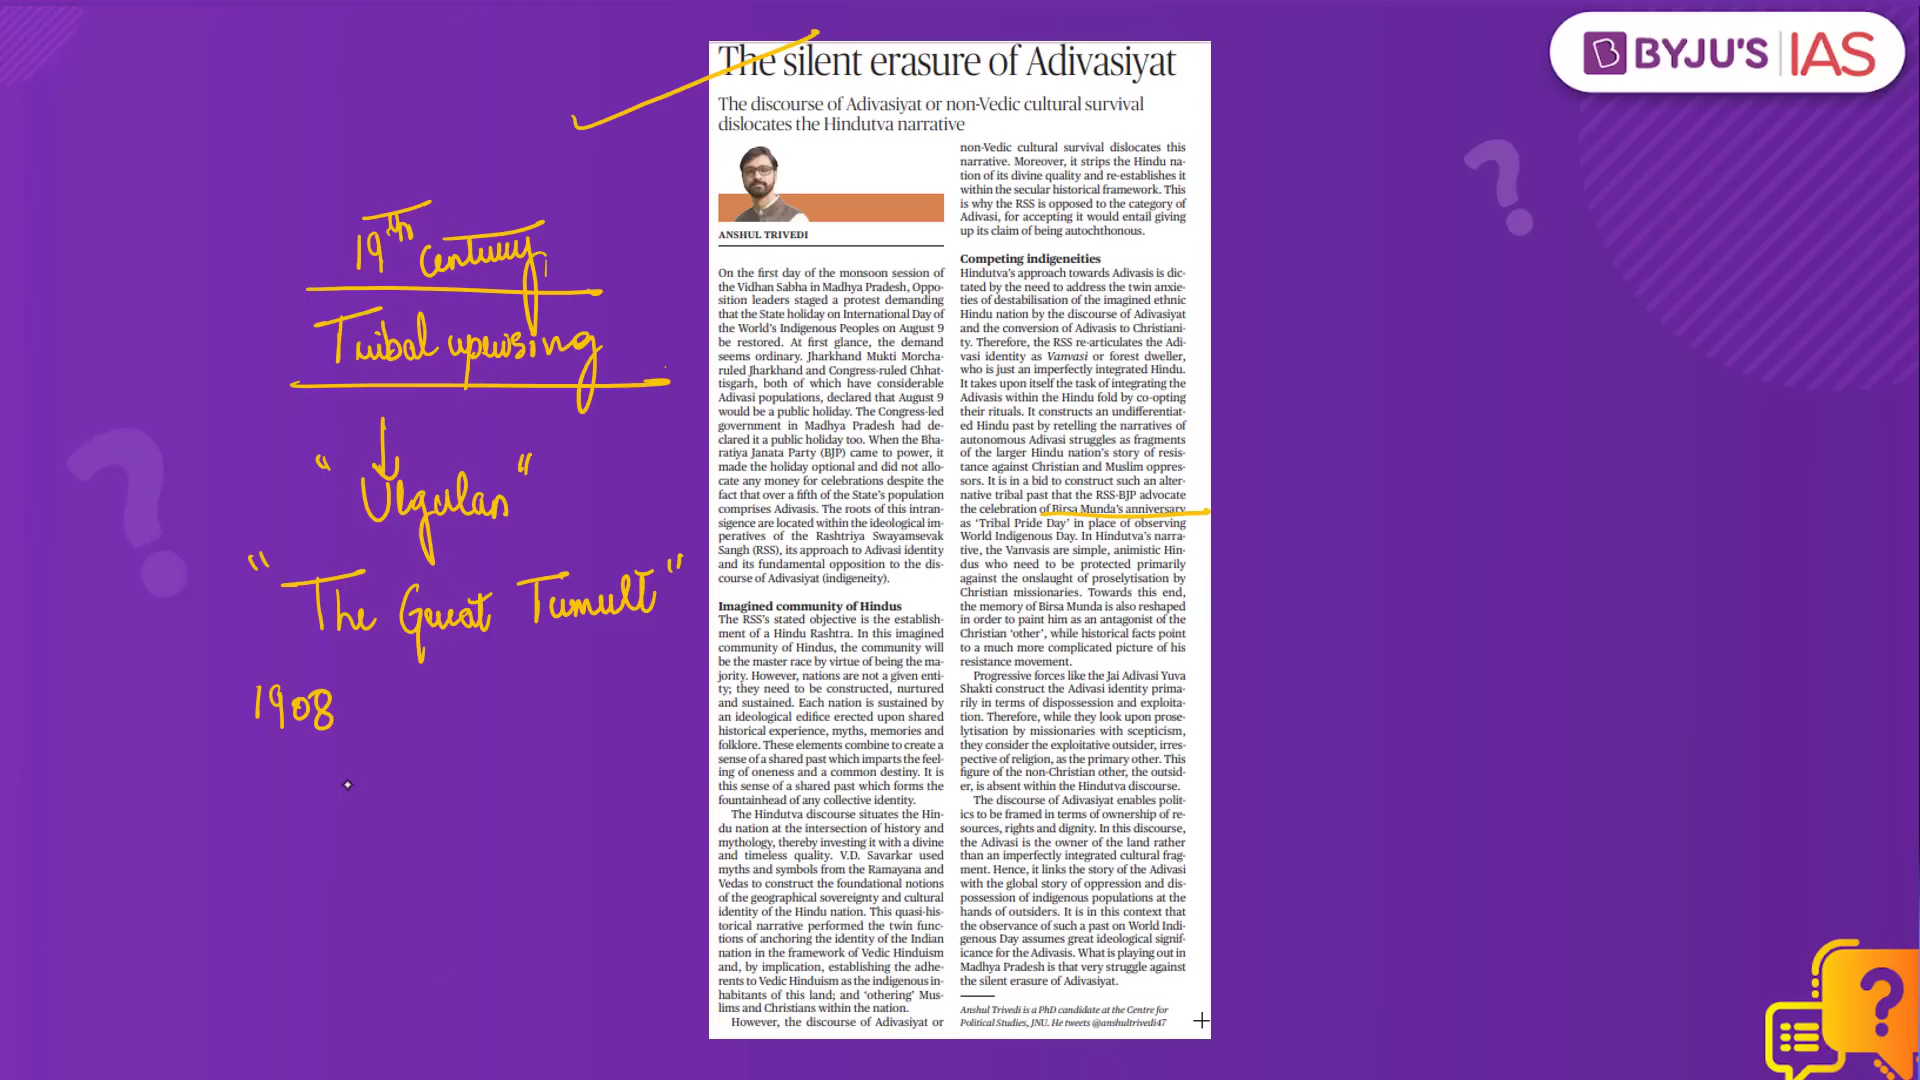 BYJU'S IAS
19th Century,
Tribal uprising
"Ulgulan"
"The Great Tumult"
1908
The silent erasure of Adivasiyat
The discourse of Adivasiyat or non-Vedic cultural survival
dislocates the Hindutva narrative
ANSHUL TRIVEDI
On the first day of the monsoon session of
the Vidhan Sabha in Madhya Pradesh, Oppo-
sition leaders staged a protest demanding
that the State holiday on International Day of
the World's Indigenous Peoples on August 9
be restored. At first glance, the demand
seems ordinary. Jharkhand Mukti Morcha-
ruled Jharkhand and Congress-ruled Chhat-
tisgarh, both of which have considerable
Adivasi populations, declared that August 9
would be a public holiday. The Congress-led
government in Madhya Pradesh had de-
clared it a public holiday too. When the Bha-
ratiya Janata Party (BJP) came to power, it
made the holiday optional and did not allo-
cate any money for celebrations despite the
fact that over a fifth of the State's population
comprises Adivasis. The roots of this intran-
sigence are located within the ideological im-
peratives of the Rashtriya Swayamsevak
Sangh (RSS), its approach to Adivasi identity
and its fundamental opposition to the dis-
course of Adivasiyat (indigeneity).
Imagined community of Hindus
The RSS's stated objective is the establish-
ment of a Hindu Rashtra. In this imagined
community of Hindus, the community will
be the master race by virtue of being the ma-
jority. However, nations are not a given enti-
ty; they need to be constructed, nurtured
and sustained. Each nation is sustained by
an ideological edifice erected upon shared
historical experience, myths, memories and
folklore. These elements combine to create a
sense of a shared past which imparts the feel-
ing of oneness and a common destiny. It is
this sense of a shared past which forms the
fountainhead of any collective identity.
The Hindutva discourse situates the Hin-
du nation at the intersection of history and
mythology, thereby investing it with a divine
and timeless quality. V.D. Savarkar used
myths and symbols from the Ramayana and
Vedas to construct the foundational notions
of the geographical sovereignty and cultural
identity of the Hindu nation. This quasi-his-
torical narrative performed the twin func-
tions of anchoring the identity of the Indian
nation in the framework of Vedic Hinduism
and, by implication, establishing the adhe-
rents to Vedic Hinduism as the indigenous in-
habitants of this land; and 'othering' Mus-
lims and Christians within the nation.
However, the discourse of Adivasiyat or
non-Vedic cultural survival dislocates this
narrative. Moreover, it strips the Hindu na-
tion of its divine quality and re-establishes it
within the secular historical framework. This
is why the RSS is opposed to the category of
Adivasi, for accepting it would entail giving
up its claim of being autochthonous.
Competing indigeneities
Hindutva's approach towards Adivasis is dic-
tated by the need to address the twin anxie-
ties of destabilisation of the imagined ethnic
Hindu nation by the discourse of Adivasiyat
and the conversion of Adivasis to Christiani-
ty. Therefore, the RSS re-articulates the Adi-
vasi identity as Vanvasi or forest dweller,
who is just an imperfectly integrated Hindu.
It takes upon itself the task of integrating the
Adivasis within the Hindu fold by co-opting
their rituals. It constructs an undifferentiat-
ed Hindu past by retelling the narratives of
autonomous Adivasi struggles as fragments
of the larger Hindu nation's story of resis-
tance against Christian and Muslim oppres-
sors. It is in a bid to construct such an alter-
native tribal past that the RSS-BJP advocate
the celebration of Birsa Munda's anniversary
as 'Tribal Pride Day' in place of observing
World Indigenous Day. In Hindutva's narra-
tive, the Vanvasis are simple, animistic Hin-
dus who need to be protected primarily
against the onslaught of proselytisation by
Christian missionaries. Towards this end,
the memory of Birsa Munda is also reshaped
in order to paint him as an antagonist of the
Christian 'other', while historical facts point
to a much more complicated picture of his
resistance movement.
Progressive forces like the Jai Adivasi Yuva
Shakti construct the Adivasi identity prima-
rily in terms of dispossession and exploita-
tion. Therefore, while they look upon prose-
lytisation by missionaries with scepticism,
they consider the exploitative outsider, irres-
pective of religion, as the primary other. This
figure of the non-Christian other, the outsid-
er, is absent within the Hindutva discourse.
The discourse of Adivasiyat enables polit-
ics to be framed in terms of ownership of re-
sources, rights and dignity. In this discourse,
the Adivasi is the owner of the land rather
than an imperfectly integrated cultural frag-
ment. Hence, it links the story of the Adivasi
with the global story of oppression and dis-
possession of indigenous populations at the
hands of outsiders. It is in this context that
the observance of such a past on World Indi-
genous Day assumes great ideological signif-
icance for the Adivasis. What is playing out in
Madhya Pradesh is that very struggle against
the silent erasure of Adivasiyat.
Anshul Trivedi is a PhD candidate at the Centre for
Political Studies, JNU. He tweets @anshultrivedi47